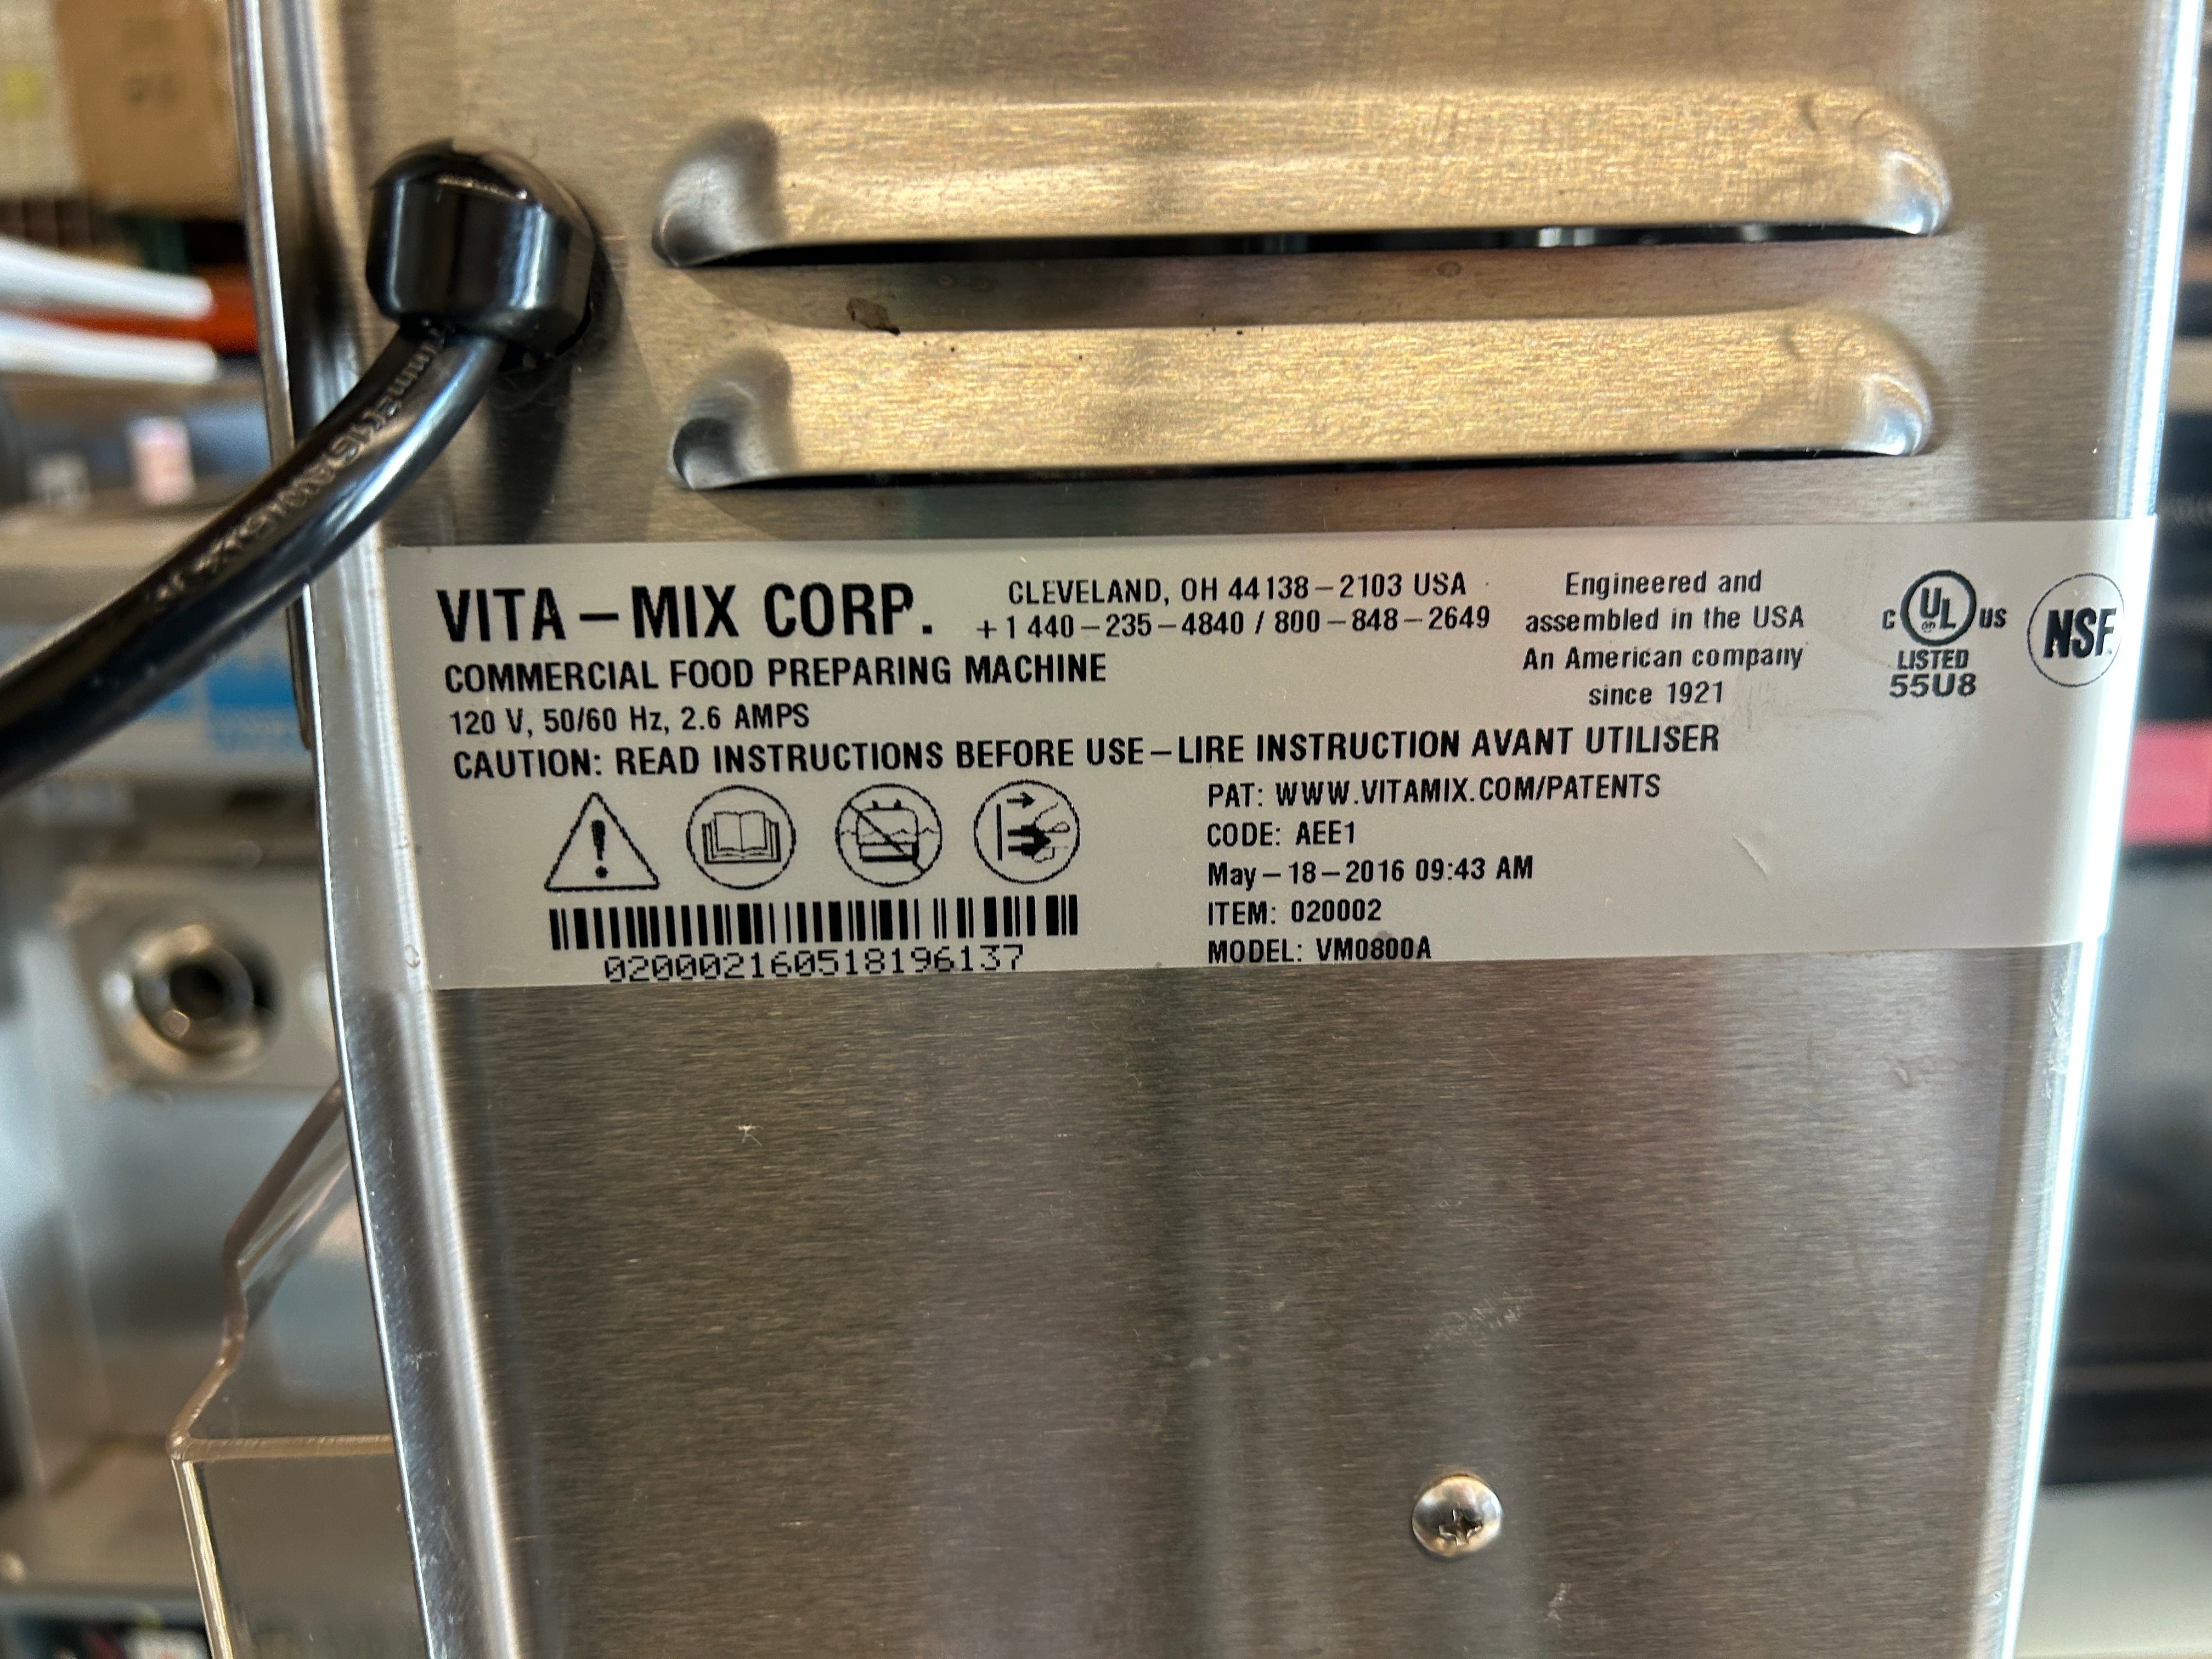 VITA-MIX CORP.
CLEVELAND, OH 44138-2103 USA
+1 440-235-4840 / 800-848-2649
Engineered and
assembled in the USA
An American company
since 1921
C UL US
LISTED
55U8
NSF
COMMERCIAL FOOD PREPARING MACHINE
120 V, 50/60 Hz, 2.6 AMPS
CAUTION: READ INSTRUCTIONS BEFORE USE-LIRE INSTRUCTION AVANT UTILISER
PAT: WWW.VITAMIX.COM/PATENTS
CODE: AEE1
May-18-2016 09:43 AM
ITEM: 020002
MODEL: VM0800A
020002160518196137